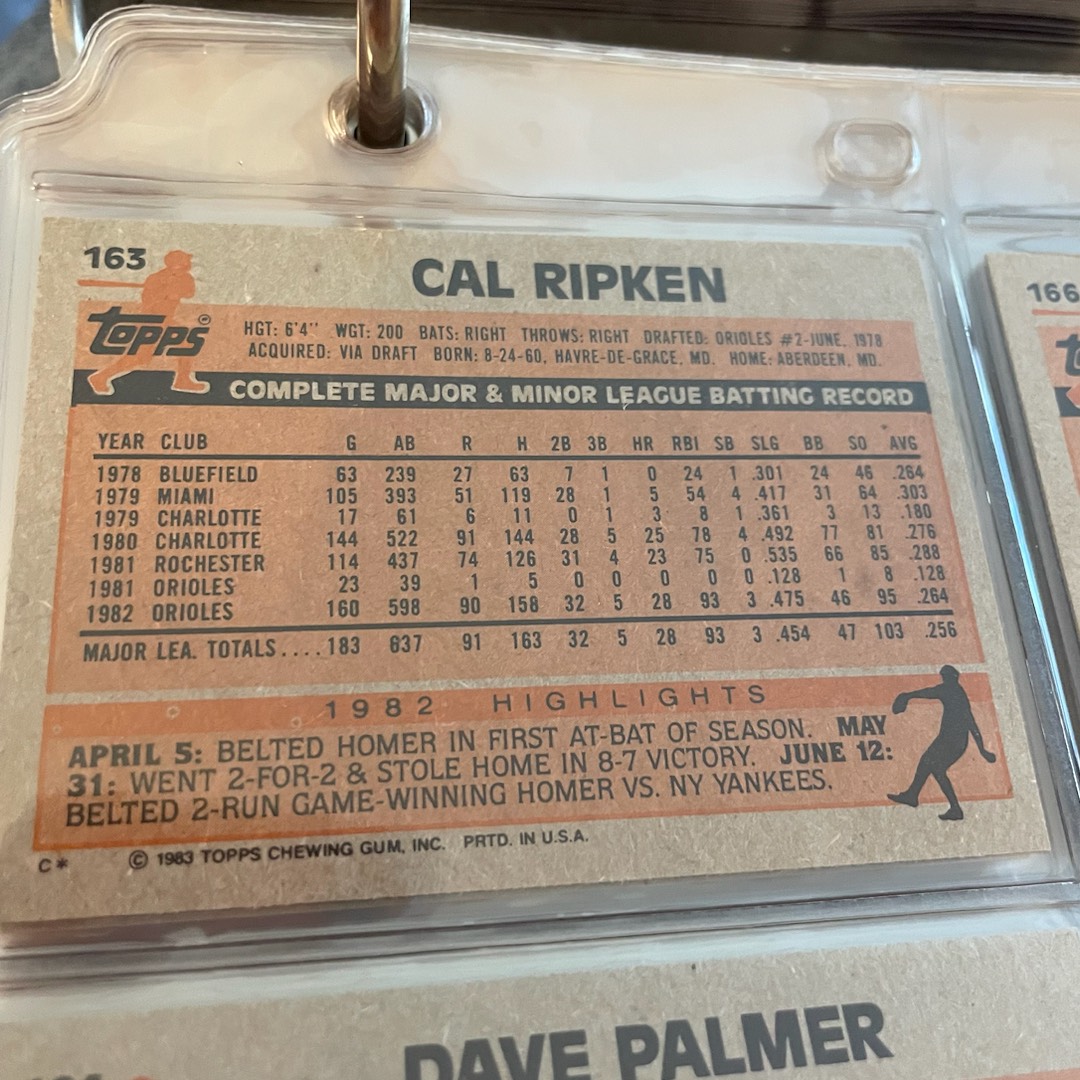 163
CAL RIPKEN
166
TOPPS
HGT: 6'4" WGT: 200 BATS: RIGHT THROWS: RIGHT DRAFTED: ORIOLES #2-JUNE, 1978
ACQUIRED: VIA DRAFT BORN: 8-24-60, HAVRE-DE-GRACE, MD. HOME: ABERDEEN, MD.
COMPLETE MAJOR & MINOR LEAGUE BATTING RECORD
YEAR CLUB G AB R H 2B 3B HR RBI SB SLG BB SO AVG
1978 BLUEFIELD 63 239 27 63 7 1 0 24 1 .301 24 46 .264
1979 MIAMI 105 393 51 119 28 1 5 54 4 .417 31 64 .303
1979 CHARLOTTE 17 61 6 11 0 1 3 8 1 .361 3 13 .180
1980 CHARLOTTE 144 522 91 144 28 5 25 78 4 .492 77 81 .276
1981 ROCHESTER 114 437 74 126 31 4 23 75 0 .535 66 85 .288
1981 ORIOLES 23 39 1 5 0 0 0 0 0 .128 1 8 .128
1982 ORIOLES 160 598 90 158 32 5 28 93 3 .475 46 95 .264
MAJOR LEA. TOTALS....183 637 91 163 32 5 28 93 3 .454 47 103 .256
1982 HIGHLIGHTS
APRIL 5: BELTED HOMER IN FIRST AT-BAT OF SEASON. MAY
31: WENT 2-FOR-2 & STOLE HOME IN 8-7 VICTORY. JUNE 12:
BELTED 2-RUN GAME-WINNING HOMER VS. NY YANKEES.
C* © 1983 TOPPS CHEWING GUM, INC. PRTD. IN U.S.A.
DAVE PALMER